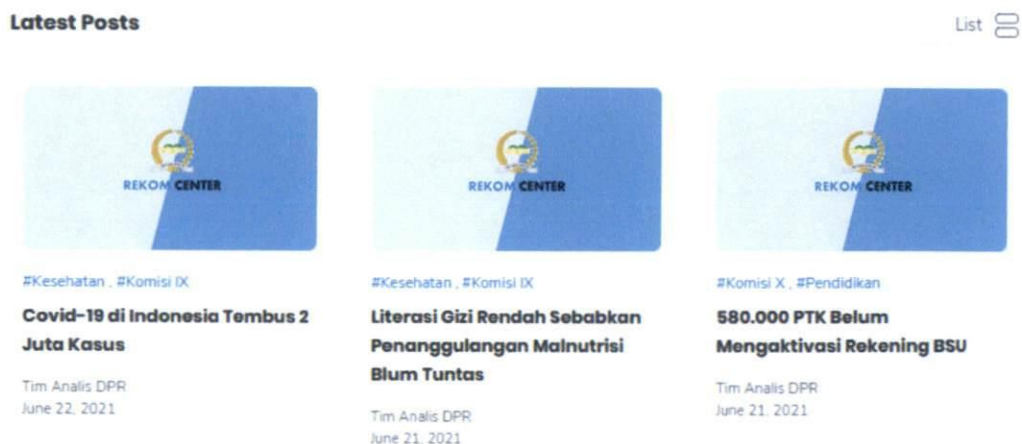 Latest Posts
List
REKOM CENTER
REKOM CENTER
REKOM CENTER
#Kesehatan , #Komisi IX
Covid-19 di Indonesia Tembus 2
Juta Kasus
Tim Analis DPR
June 22, 2021
#Kesehatan , #Komisi IX
Literasi Gizi Rendah Sebabkan
Penanggulangan Malnutrisi
Blum Tuntas
Tim Analis DPR
June 21, 2021
#Komisi X , #Pendidikan
580.000 PTK Belum
Mengaktivasi Rekening BSU
Tim Analis DPR
June 21, 2021